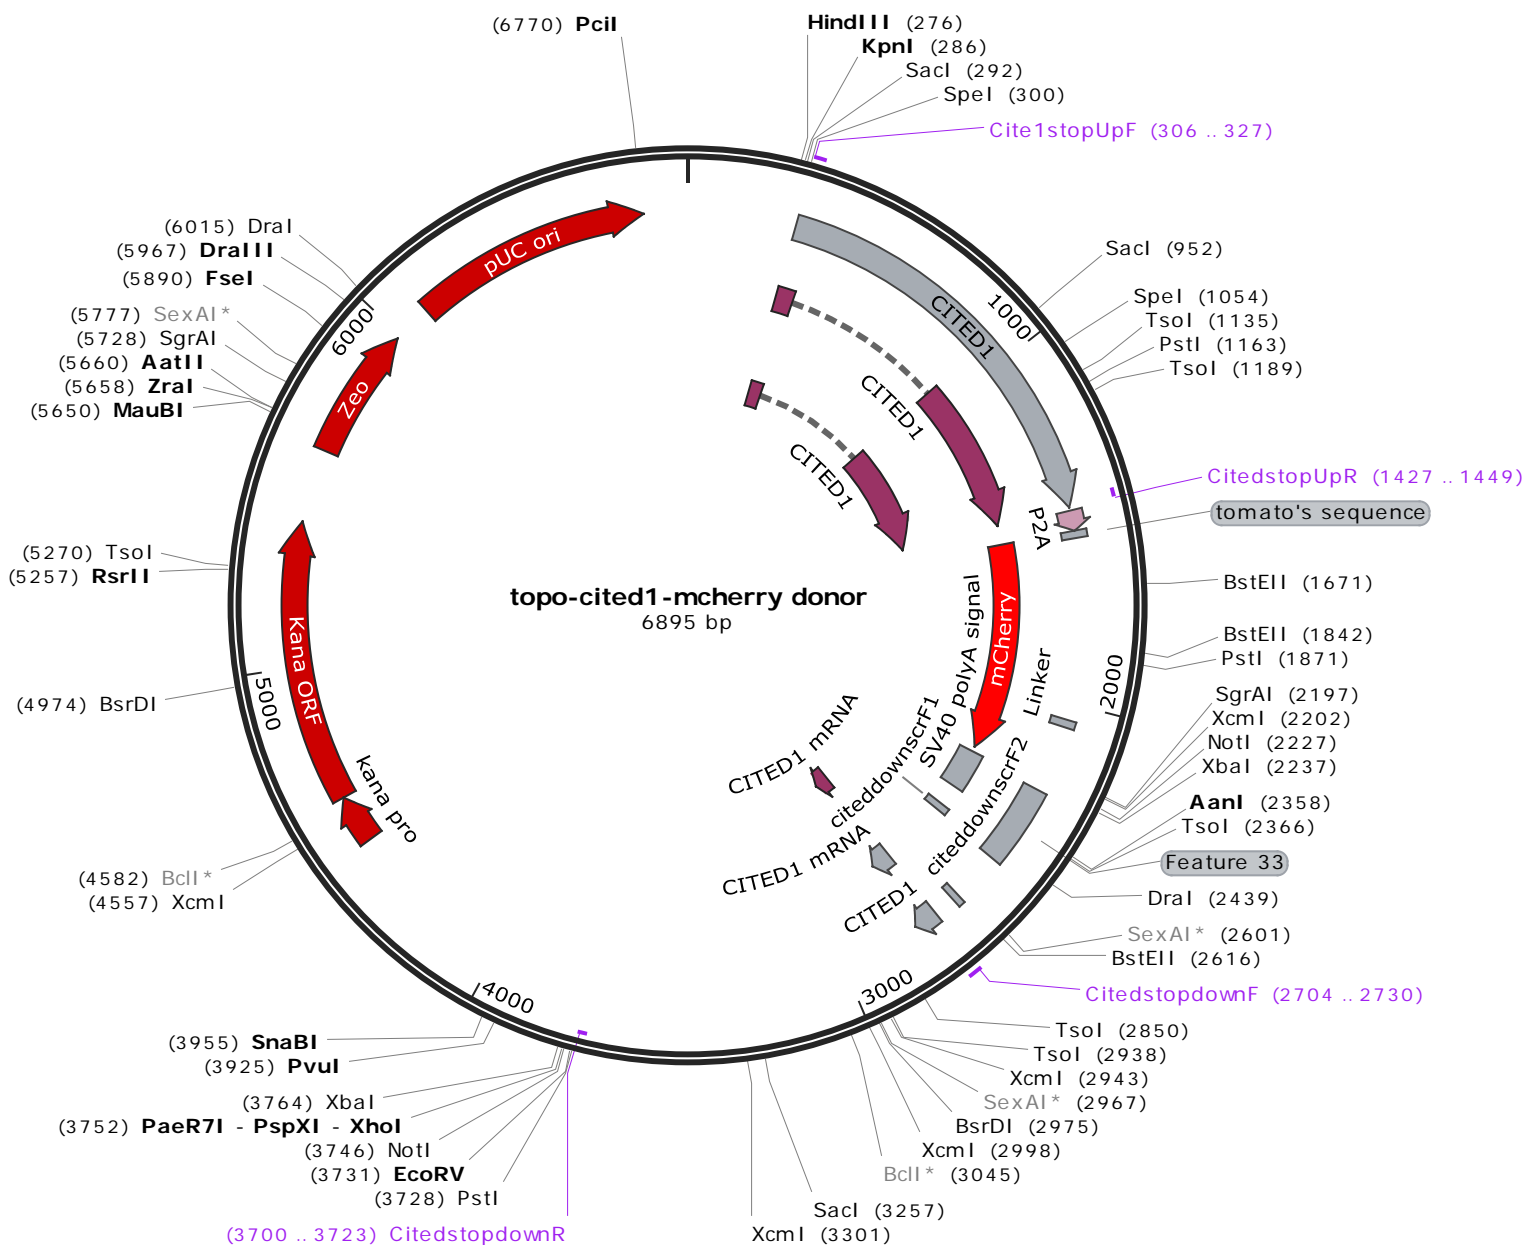 (6770) PciI
HindIII (276)
KpnI (286)
SacI (292)
SpeI (300)
Cite1stopUpF (306 .. 327)
SacI (952)
SpeI (1054)
TsoI (1135)
PstI (1163)
TsoI (1189)
CitedstopUpR (1427 .. 1449)
tomato's sequence
BstEII (1671)
BstEII (1842)
PstI (1871)
SgrAI (2197)
XcmI (2202)
NotI (2227)
XbaI (2237)
AanI (2358)
TsoI (2366)
Feature 33
DraI (2439)
SexAI* (2601)
BstEII (2616)
CitedstopdownF (2704 .. 2730)
TsoI (2850)
TsoI (2938)
XcmI (2943)
SexAI* (2967)
BsrDI (2975)
XcmI (2998)
BclI* (3045)
SacI (3257)
XcmI (3301)
(3700 .. 3723) CitedstopdownR
(3728) PstI
(3731) EcoRV
(3746) NotI
(3752) PaeR7I - PspXI - XhoI
(3764) XbaI
(3925) PvuI
(3955) SnaBI
(4557) XcmI
(4582) BclI*
(4974) BsrDI
(5257) RsrII
(5270) TsoI
(5650) MauBI
(5658) ZraI
(5660) AatII
(5728) SgrAI
(5777) SexAI*
(5890) FseI
(5967) DraIII
(6015) DraI
1000
2000
3000
4000
5000
6000
pUC ori
Zeo
Kana ORF
kana pro
CITED1
CITED1
CITED1
P2A
mCherry
Linker
SV40 polyA signal
citeddownscrF1
citeddownscrF2
CITED1 mRNA
CITED1 mRNA
CITED1
topo-cited1-mcherry donor
6895 bp